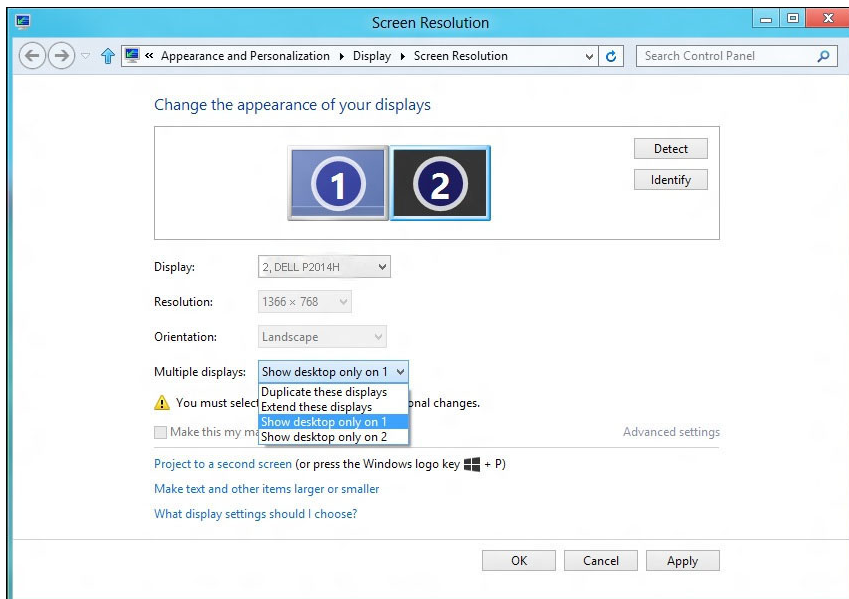 Screen Resolution
« Appearance and Personalization Display Screen Resolution Search Control Panel
Change the appearance of your displays
1 2
Detect
Identify
Display: 2, DELL P2014H
Resolution: 1366 × 768
Orientation: Landscape
Multiple displays: Show desktop only on 1
Duplicate these displays
Extend these displays
Show desktop only on 1
Show desktop only on 2
You must select onal changes.
Make this my ma
Advanced settings
Project to a second screen (or press the Windows logo key + P)
Make text and other items larger or smaller
What display settings should I choose?
OK Cancel Apply